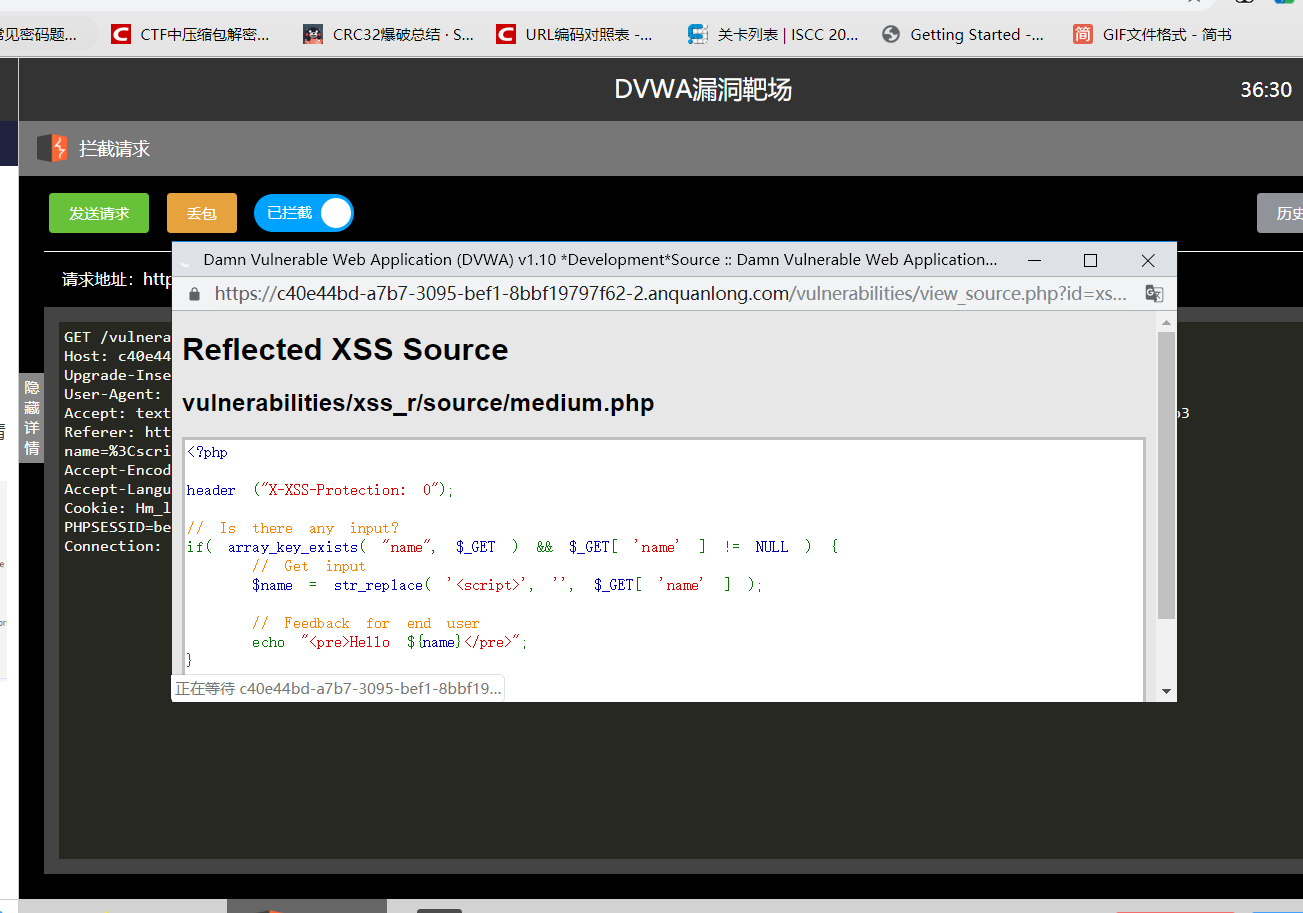 常见密码题...
CTF中压缩包解密...
CRC32爆破总结 · S...
URL编码对照表 -...
关卡列表 | ISCC 20...
Getting Started -...
GIF文件格式 - 简书
DVWA漏洞靶场
36:30
拦截请求
发送请求
丢包
已拦截
历史
Damn Vulnerable Web Application (DVWA) v1.10 *Development*Source :: Damn Vulnerable Web Application...
请求地址：http
https://c40e44bd-a7b7-3095-bef1-8bbf19797f62-2.anquanlong.com/vulnerabilities/view_source.php?id=xs...
GET /vulnera
Host: c40e44
Upgrade-Inse
User-Agent:
Accept: text
Referer: htt
name=%3Cscri
Accept-Encod
Accept-Langu
Cookie: Hm_l
PHPSESSID=be
Connection:
隐藏详情
Reflected XSS Source
vulnerabilities/xss_r/source/medium.php
<?php
header ("X-XSS-Protection: 0");
// Is there any input?
if( array_key_exists( "name", $_GET ) && $_GET[ 'name' ] != NULL ) {
// Get input
$name = str_replace( '<script>', '', $_GET[ 'name' ] );
// Feedback for end user
echo "<pre>Hello ${name}</pre>";
}
正在等待 c40e44bd-a7b7-3095-bef1-8bbf19...